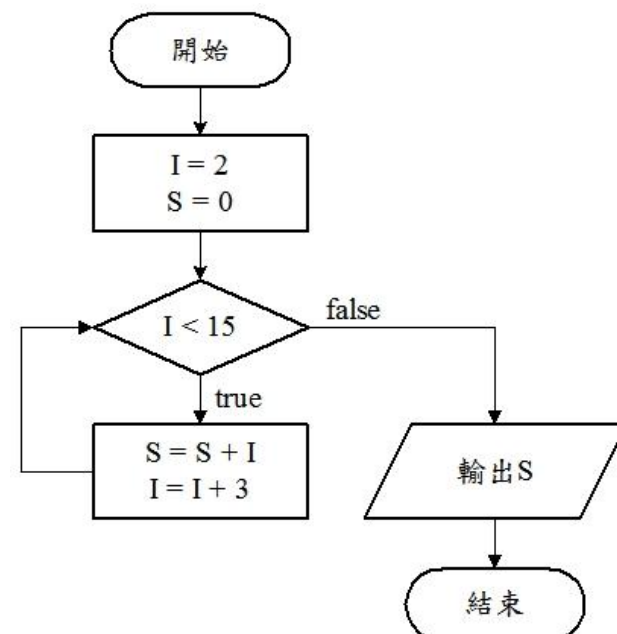 開始
I = 2
S = 0
I < 15
false
true
S = S + I
I = I + 3
輸出S
結束